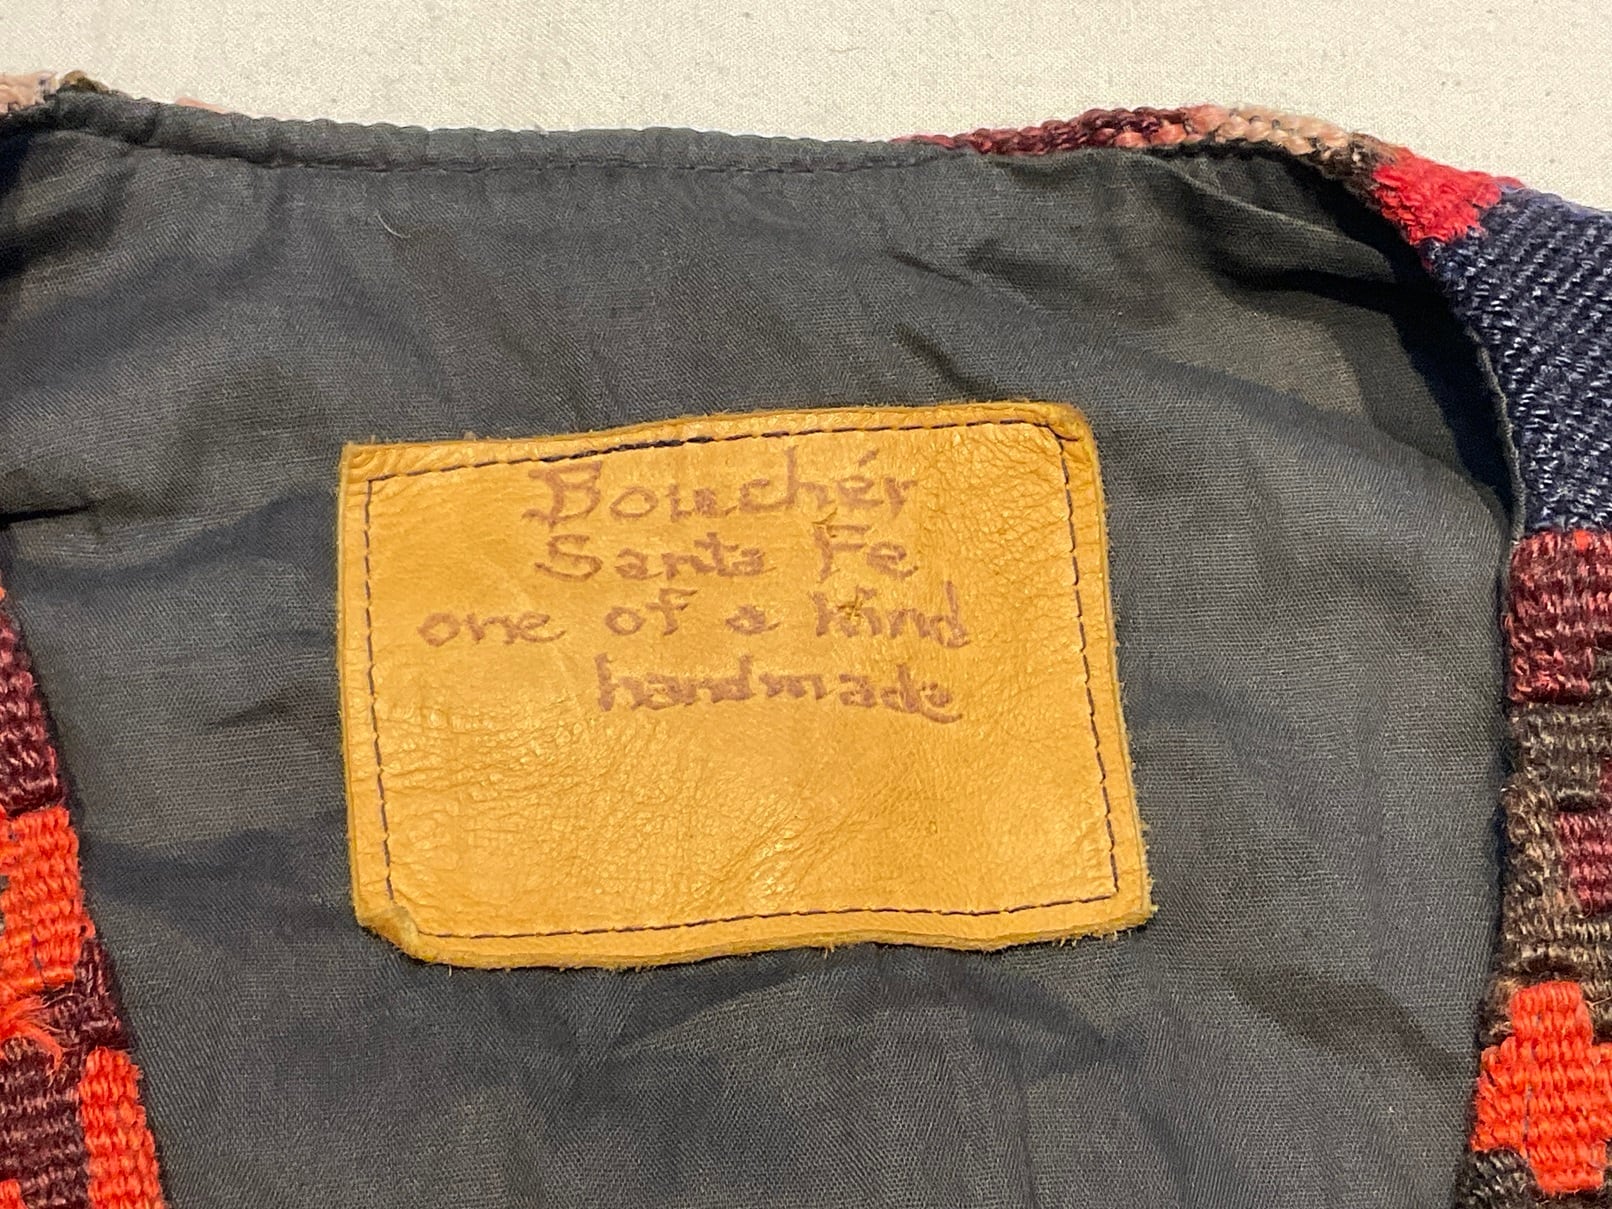 Bouchér
Santa Fe
one of a kind
handmade